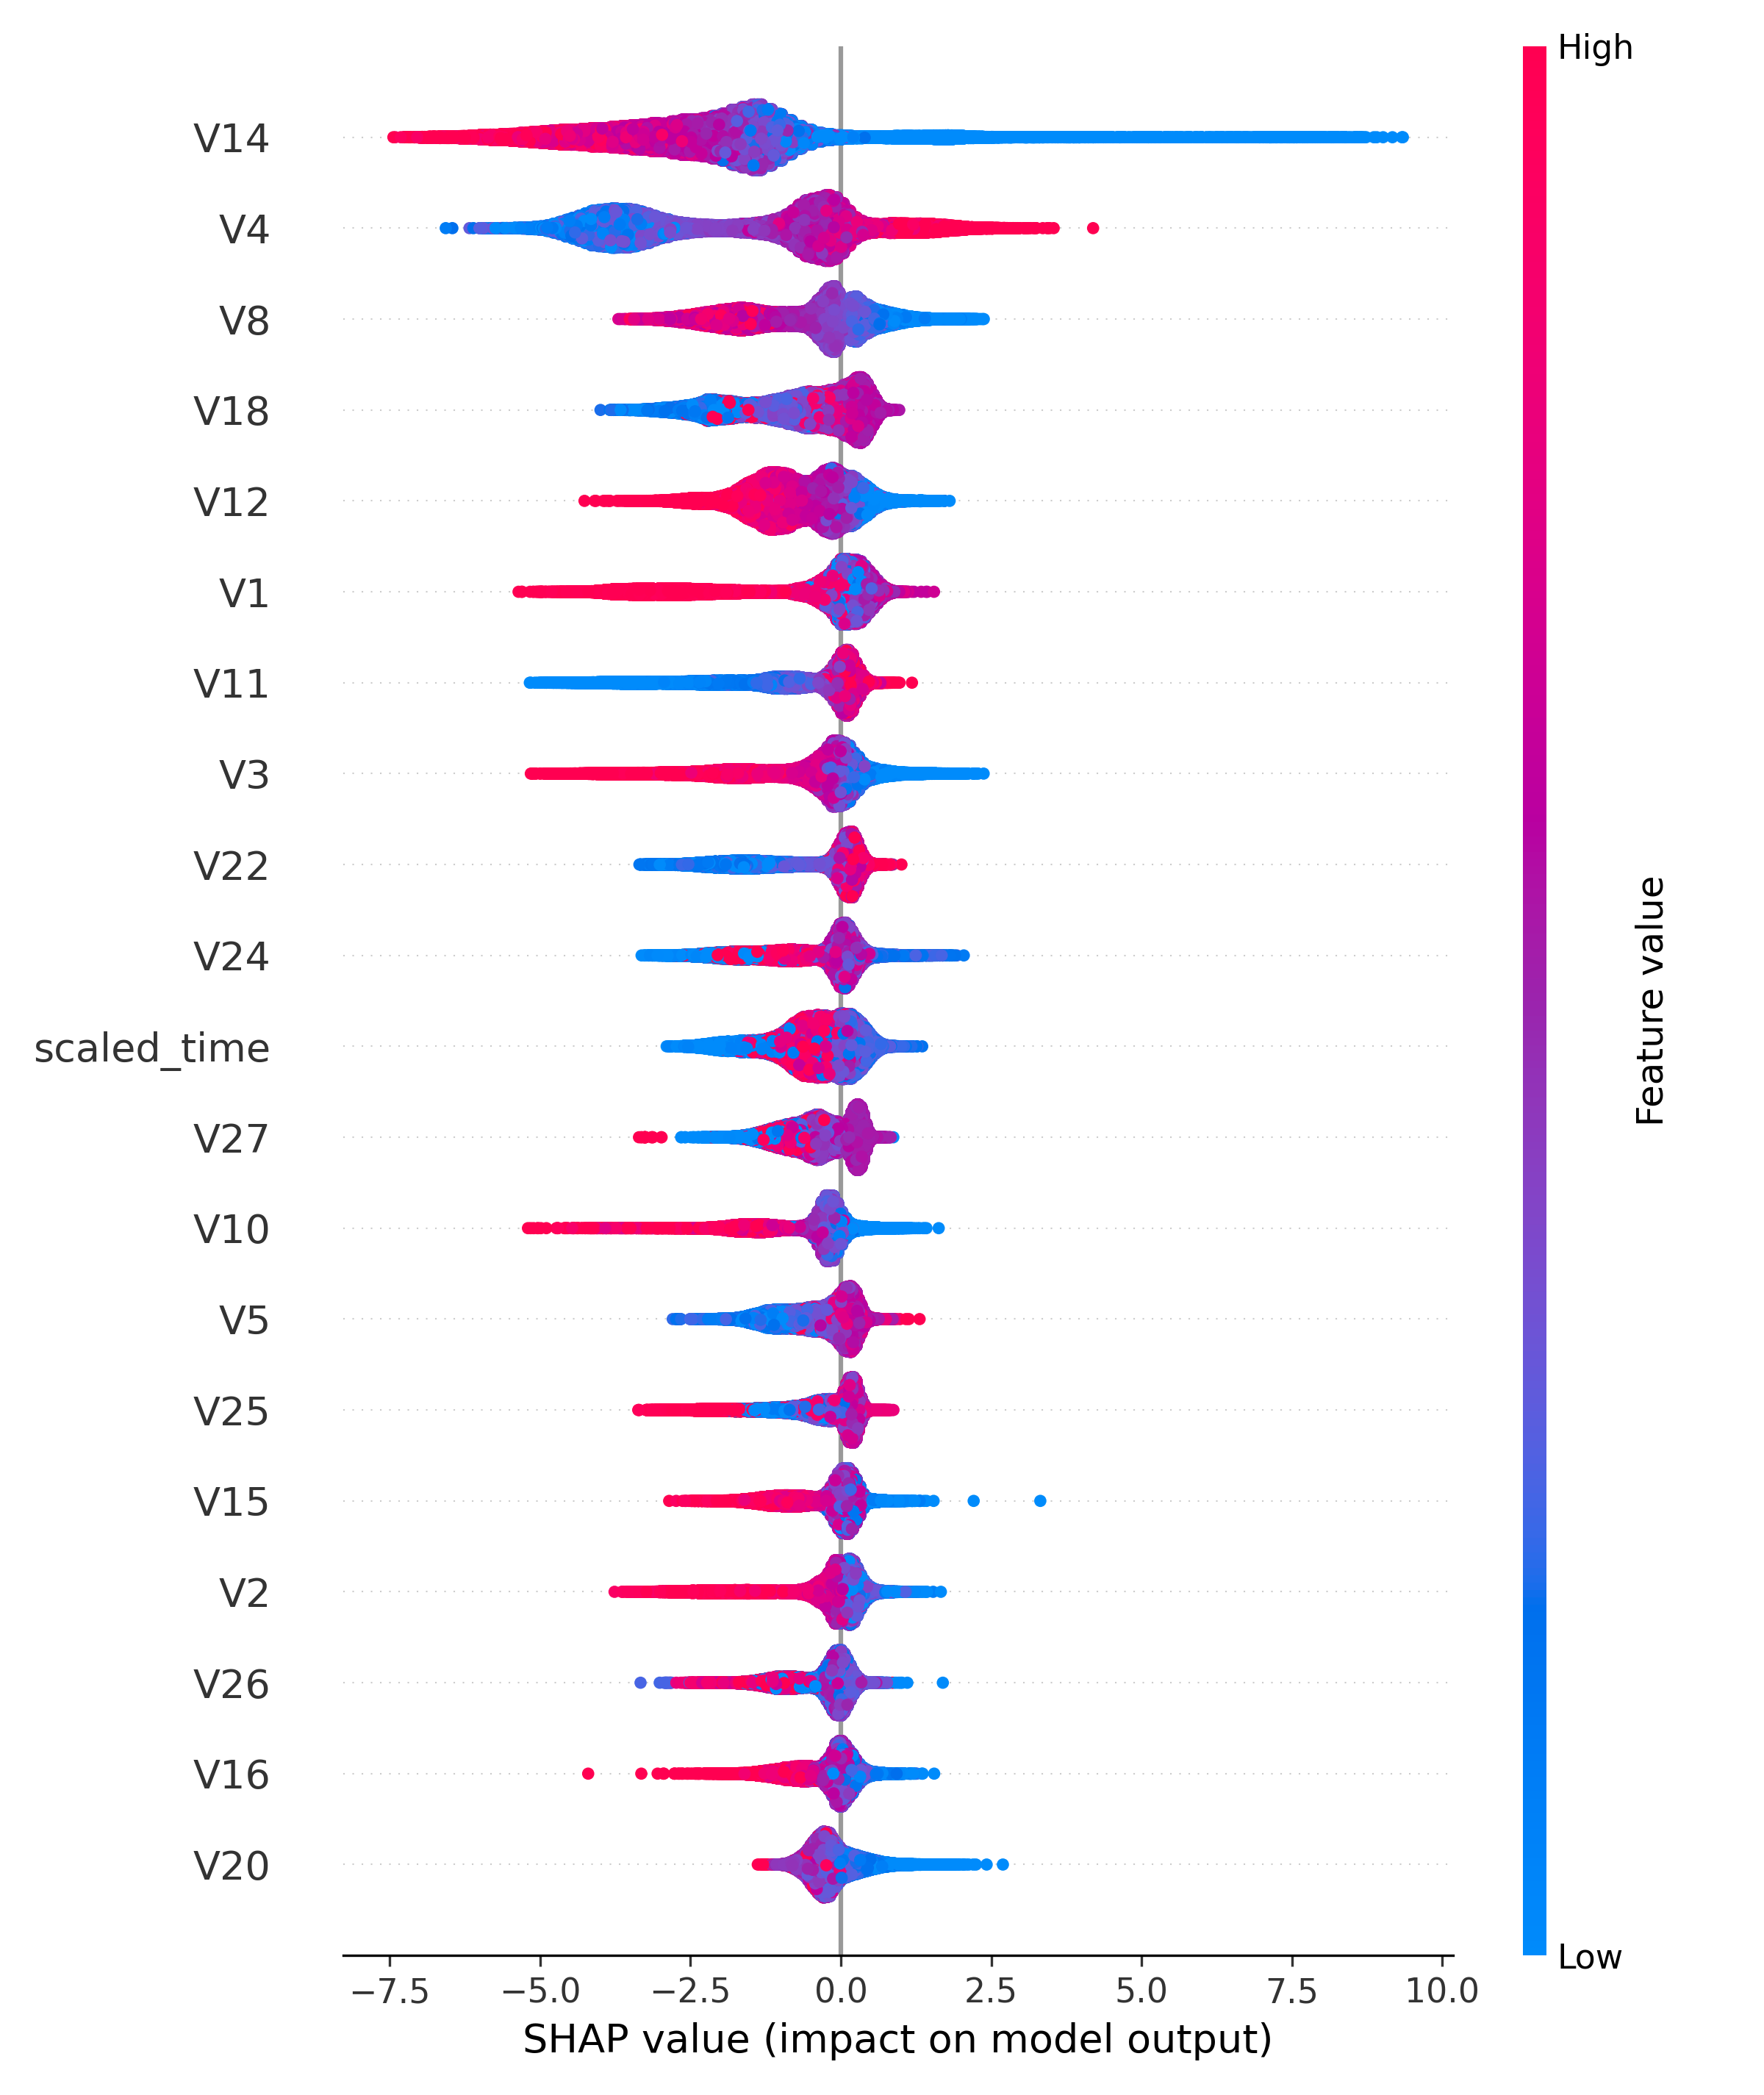 High
V14
V4
V8
V18
V12
V1
V11
V3
V22
Feature value
V24
scaled_time
V27
V10
V5
V25
V15
V2
V26
V16
V20
Low
−7.5 −5.0 −2.5 0.0 2.5 5.0 7.5 10.0
SHAP value (impact on model output)